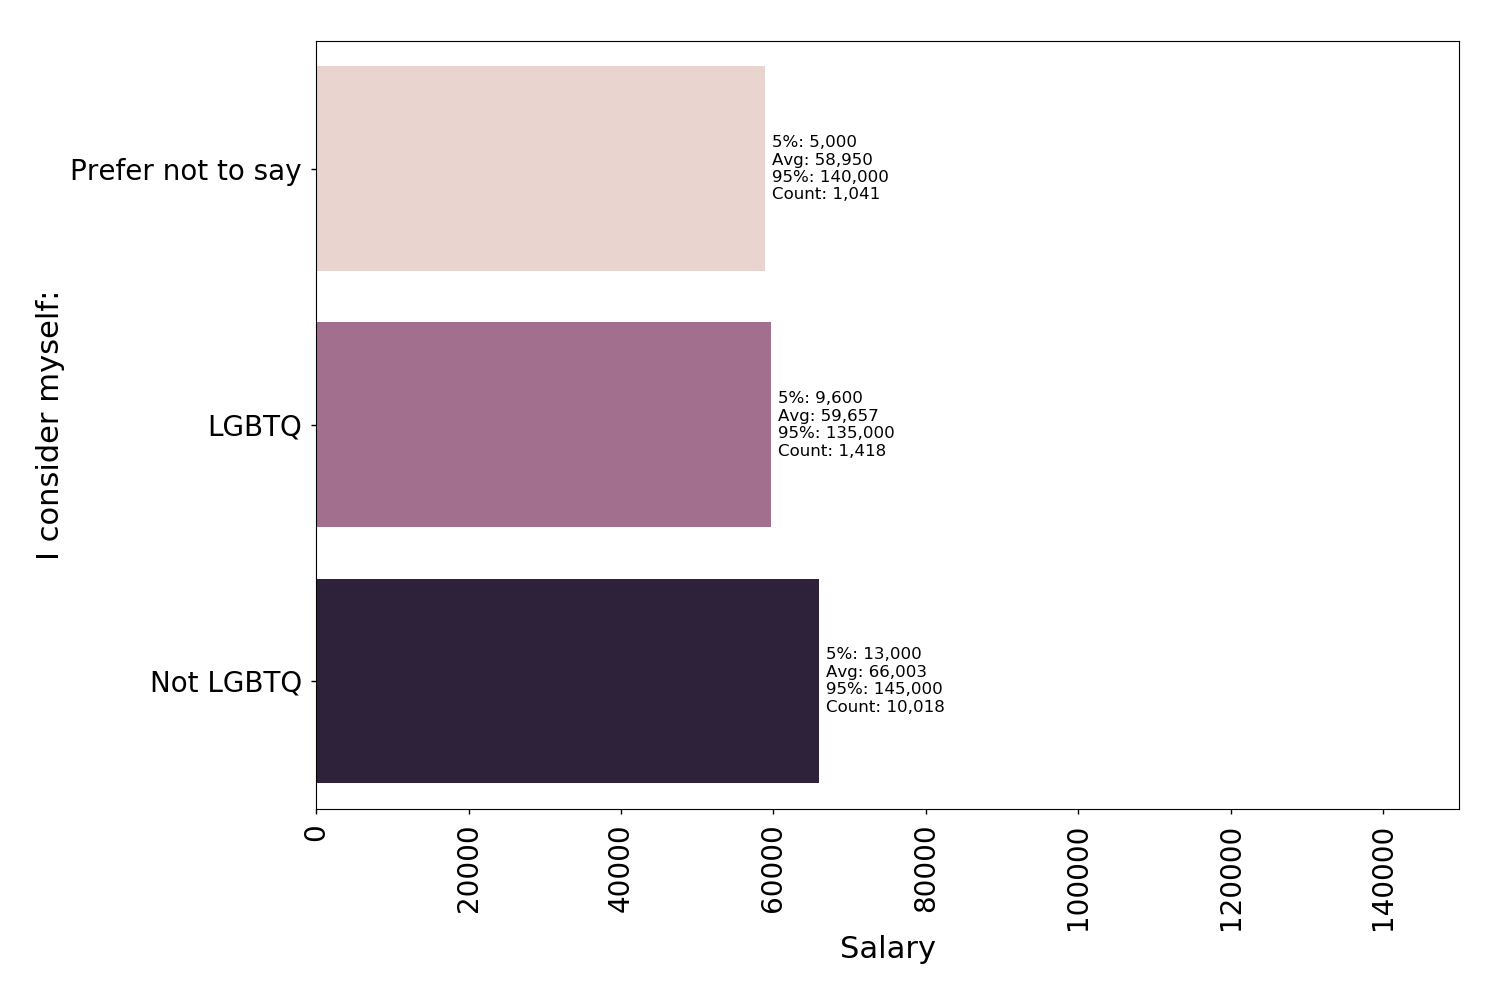 I consider myself:
Prefer not to say
5%: 5,000
Avg: 58,950
95%: 140,000
Count: 1,041
LGBTQ
5%: 9,600
Avg: 59,657
95%: 135,000
Count: 1,418
Not LGBTQ
5%: 13,000
Avg: 66,003
95%: 145,000
Count: 10,018
0
20000
40000
60000
80000
100000
120000
140000
Salary